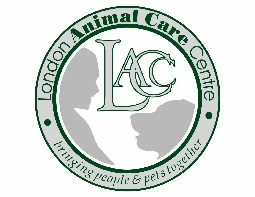 London Animal Care Centre
LACC
bringing people & pets together